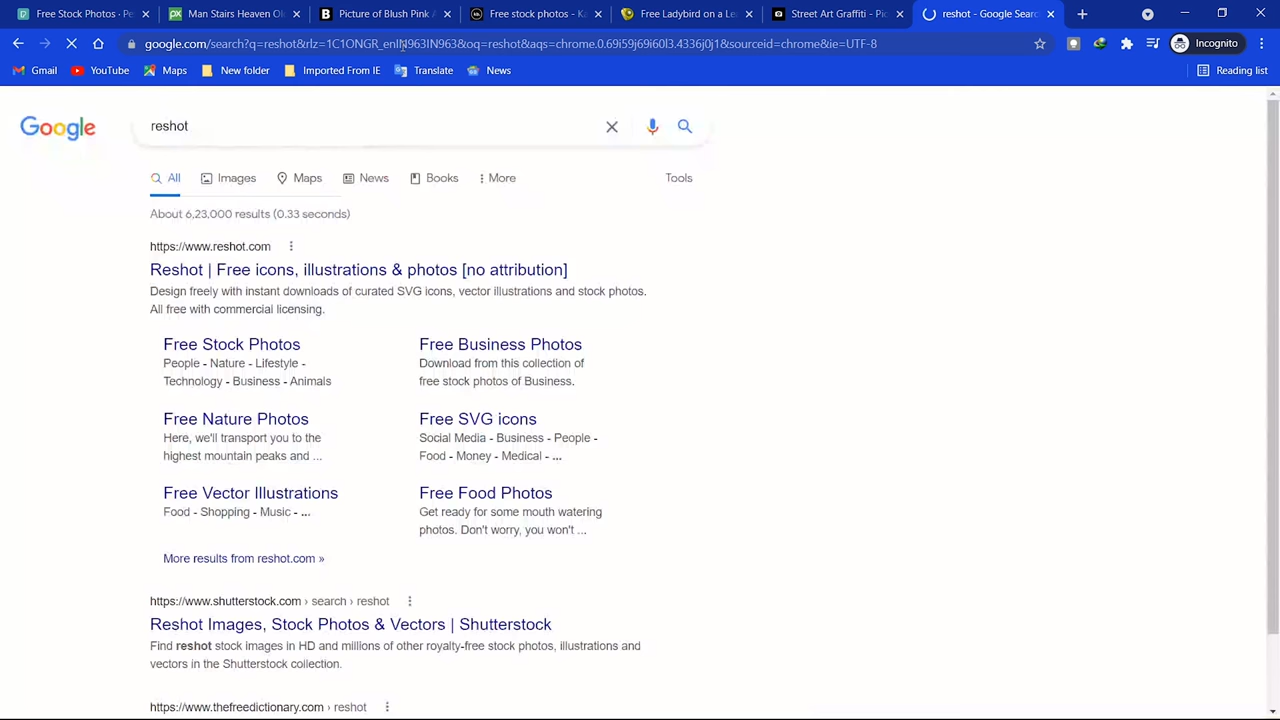 Free Stock Photos · Pe
Man Stairs Heaven Ol
Picture of Blush Pink A
Free stock photos - Ka
Free Ladybird on a Le
Street Art Graffiti - Pic
reshot - Google Searc
google.com/search?q=reshot&rlz=1C1ONGR_enIN963IN963&oq=reshot&aqs=chrome.0.69i59j69i60l3.4336j0j1&sourceid=chrome&ie=UTF-8
Incognito
Gmail
YouTube
Maps
New folder
Imported From IE
Translate
News
Reading list
Google
reshot
All
Images
Maps
News
Books
More
Tools
About 6,23,000 results (0.33 seconds)
https://www.reshot.com
Reshot | Free icons, illustrations & photos [no attribution]
Design freely with instant downloads of curated SVG icons, vector illustrations and stock photos.
All free with commercial licensing.
Free Stock Photos
People - Nature - Lifestyle -
Technology - Business - Animals
Free Business Photos
Download from this collection of
free stock photos of Business.
Free Nature Photos
Here, we'll transport you to the
highest mountain peaks and ...
Free SVG icons
Social Media - Business - People -
Food - Money - Medical - ...
Free Vector Illustrations
Food - Shopping - Music - ...
Free Food Photos
Get ready for some mouth watering
photos. Don't worry, you won't ...
More results from reshot.com »
https://www.shutterstock.com › search › reshot
Reshot Images, Stock Photos & Vectors | Shutterstock
Find reshot stock images in HD and millions of other royalty-free stock photos, illustrations and
vectors in the Shutterstock collection.
https://www.thefreedictionary.com › reshot